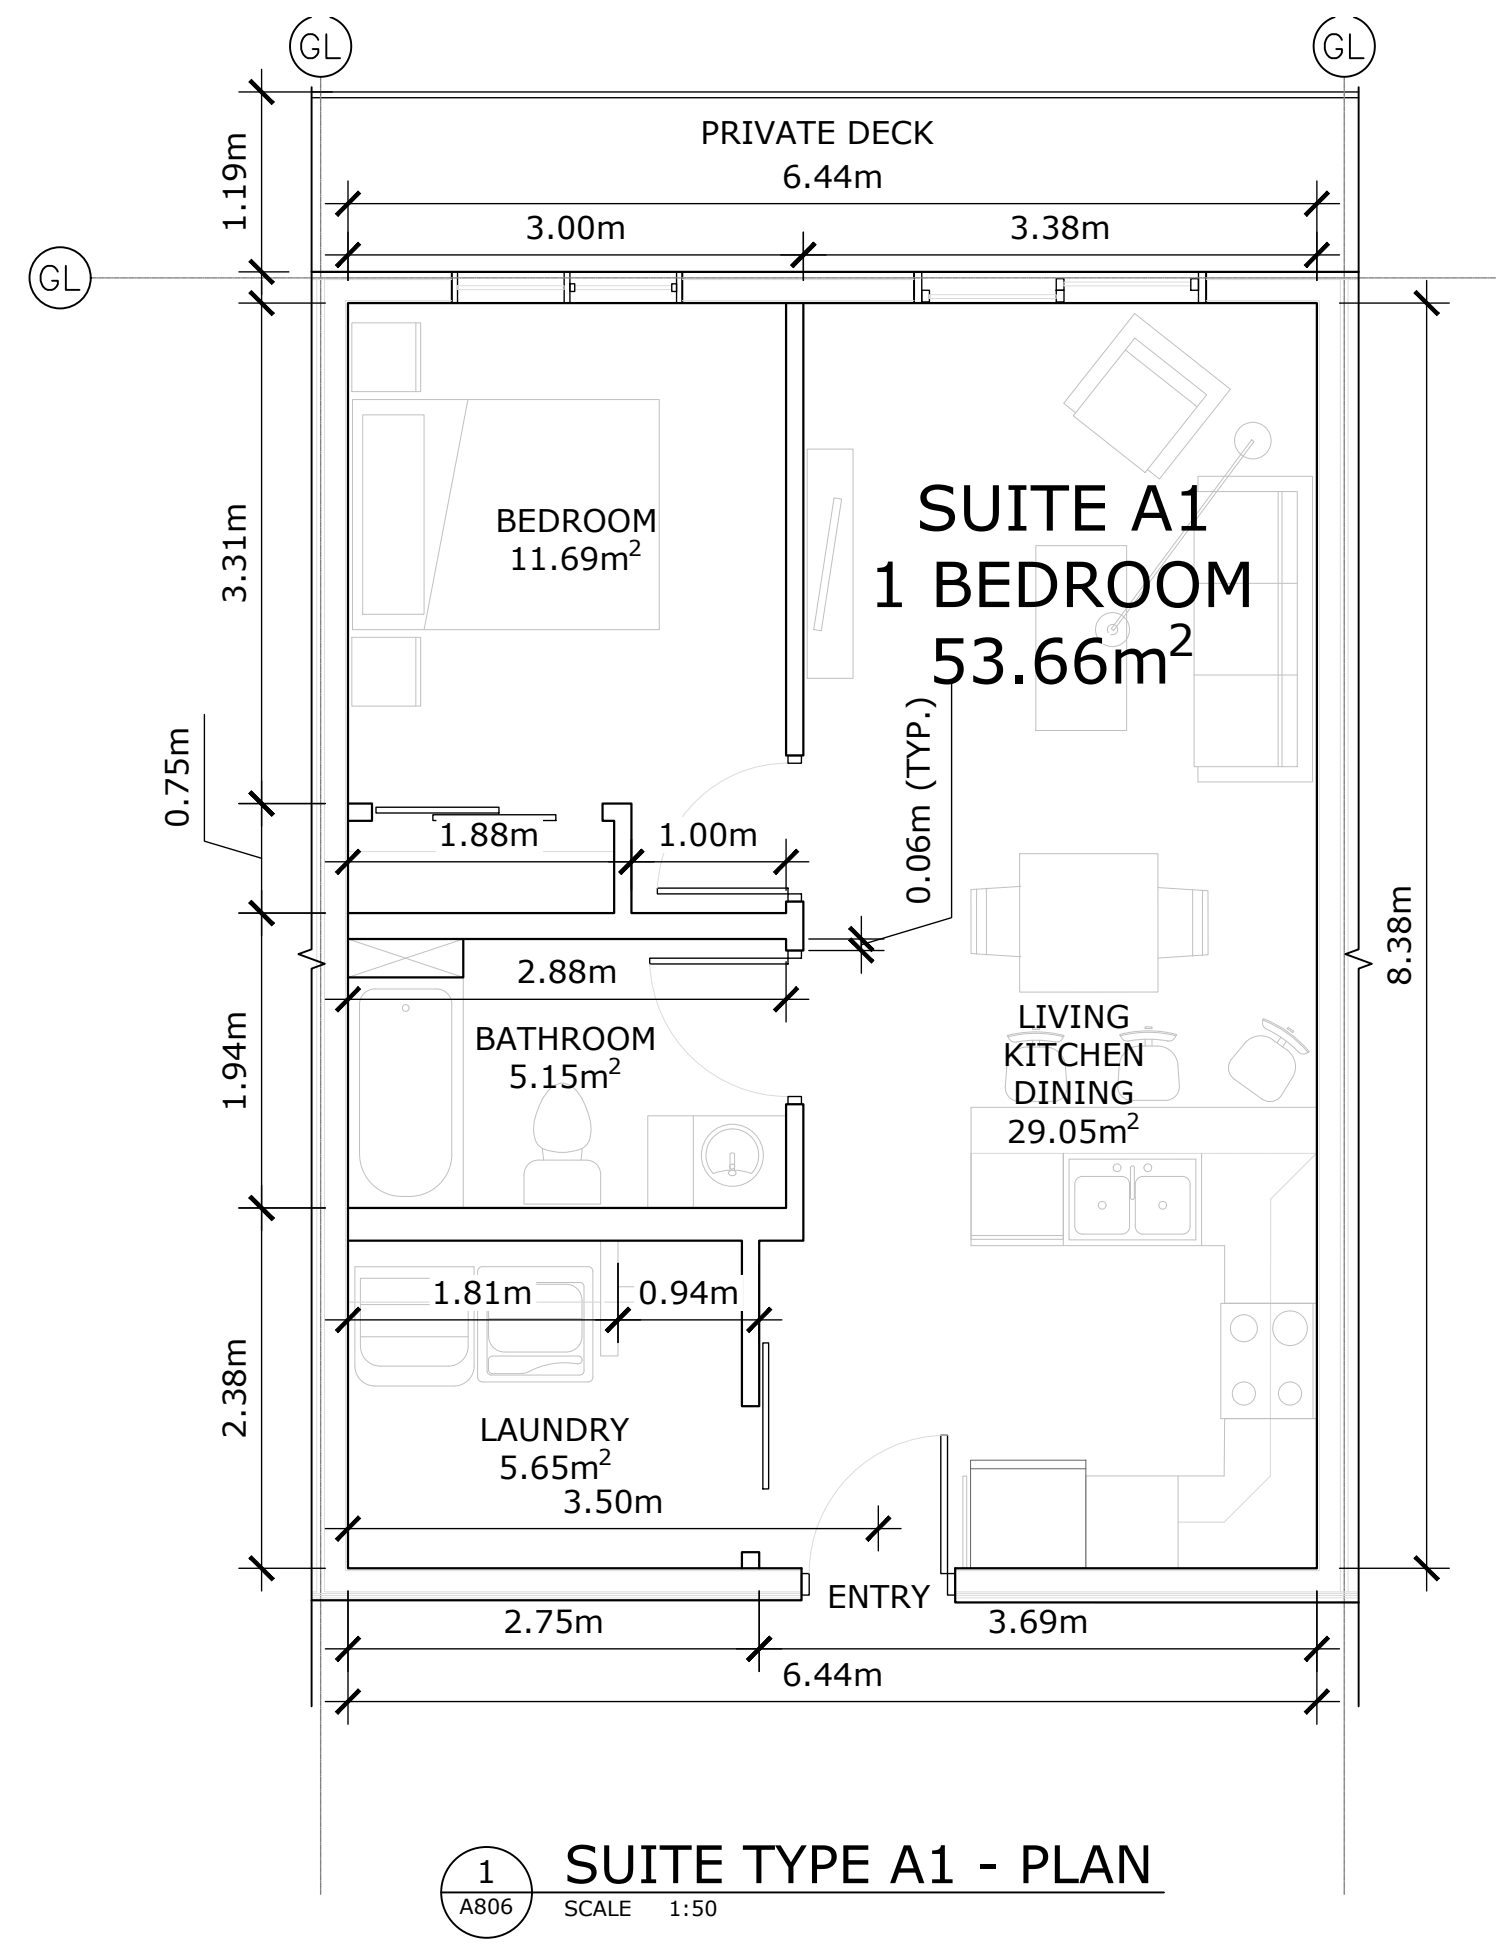 GL
GL
PRIVATE DECK
6.44m
1.19m
3.00m
3.38m
GL
SUITE A1
1 BEDROOM
53.66m²
BEDROOM
11.69m²
3.31m
0.75m
0.06m (TYP.)
1.88m
1.00m
8.38m
2.88m
BATHROOM
5.15m²
1.94m
LIVING
KITCHEN
DINING
29.05m²
1.81m
0.94m
2.38m
LAUNDRY
5.65m²
3.50m
ENTRY
2.75m
3.69m
6.44m
1
A806
SUITE TYPE A1 - PLAN
SCALE 1:50